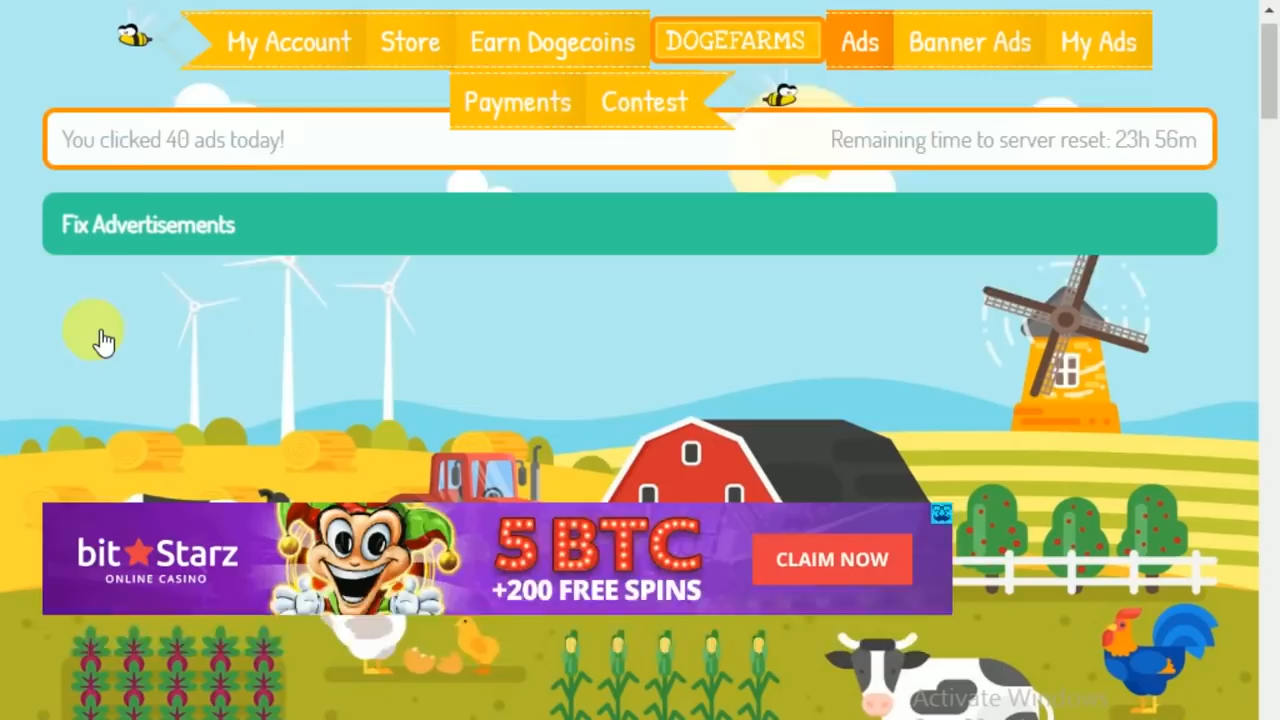 My Account Store Earn Dogecoins DOGEFARMS Ads Banner Ads My Ads
Payments Contest
You clicked 40 ads today! Remaining time to server reset: 23h 56m
Fix Advertisements
bit Starz
ONLINE CASINO
5 BTC
+200 FREE SPINS
CLAIM NOW
Activate Windows